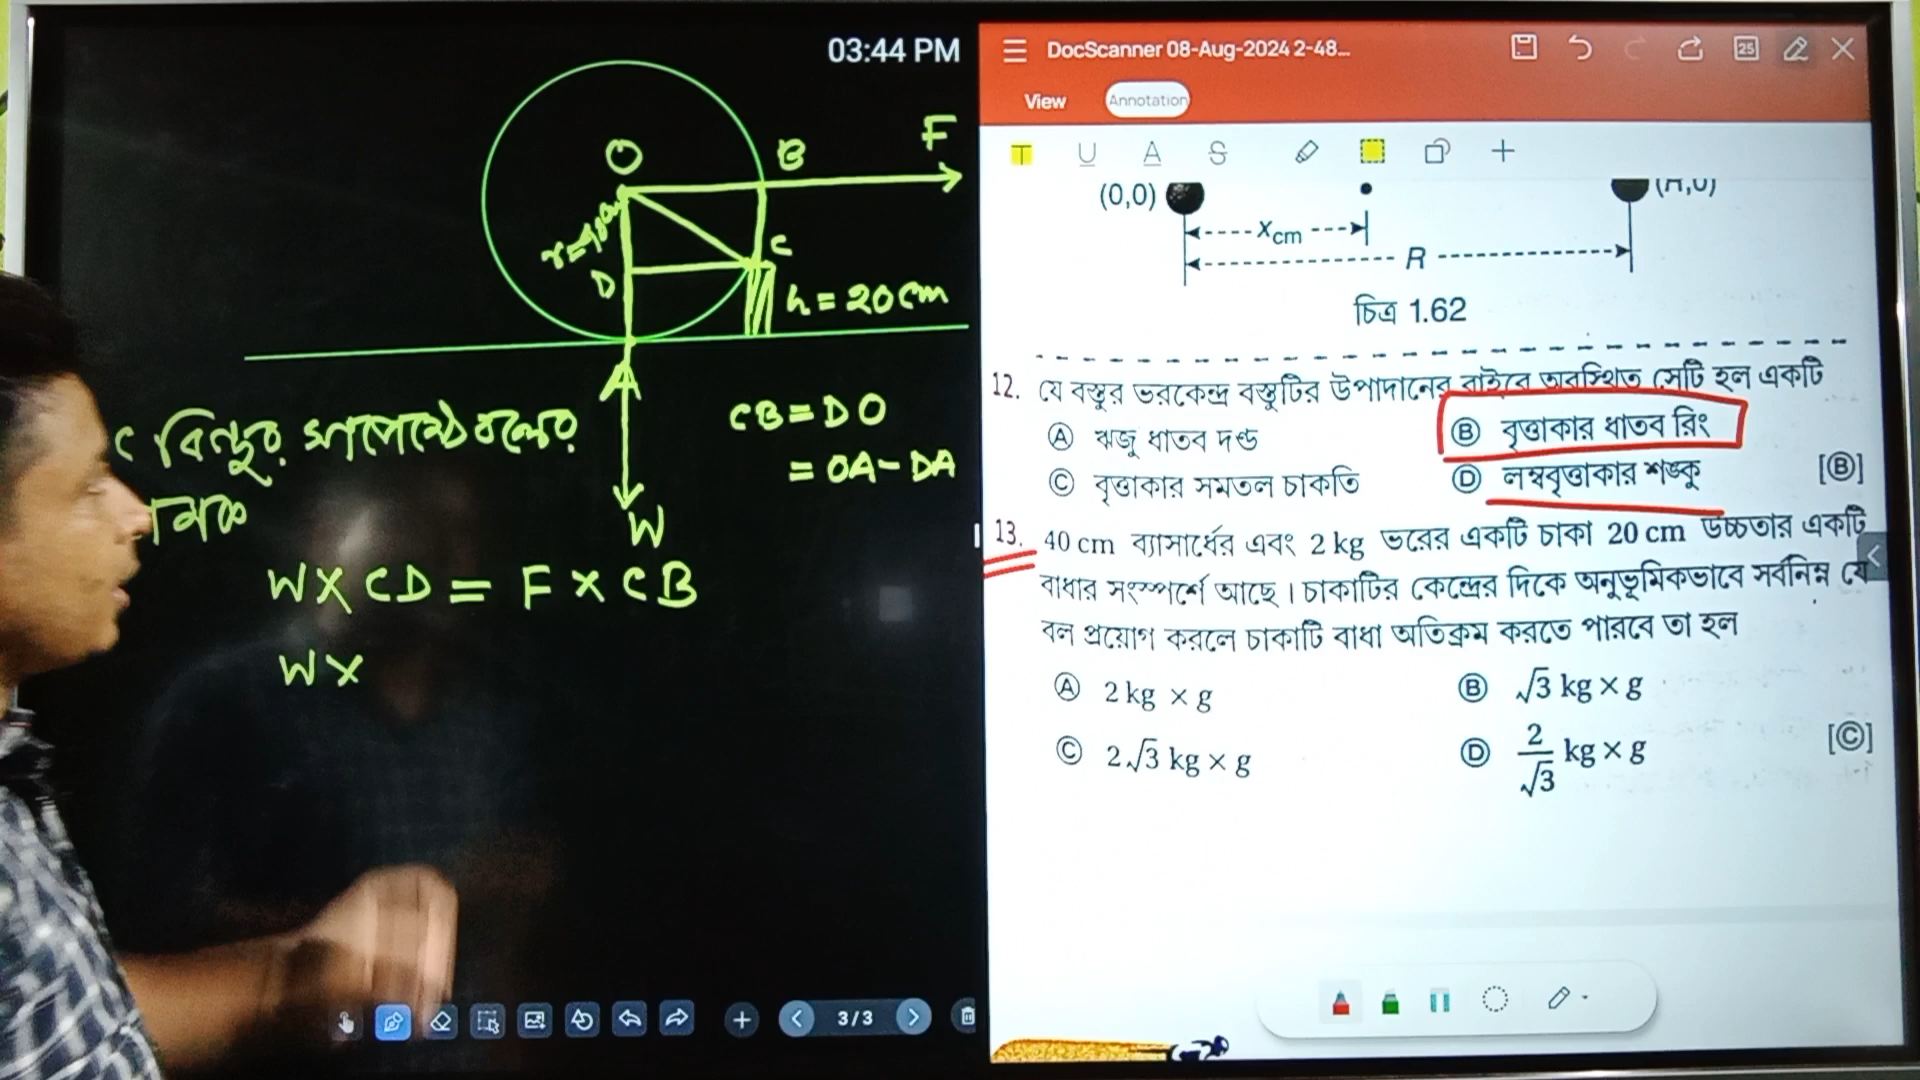 03:44 PM
O
B
F
r=40cm
C
D
h = 20cm
A
C বিন্দুর সাপেক্ষে বলের
ভ্রামক
CB = DO
= OA - DA
W
W X CD = F X CB
W X
3/3
DocScanner 08-Aug-2024 2-48...
25
View
Annotation
T U A S
(0,0)
xcm
R
চিত্র 1.62
12. যে বস্তুর ভরকেন্দ্র বস্তুটির উপাদানের বাইরে অবস্থিত সেটি হল একটি
Ⓐ ঋজু ধাতব দণ্ড
Ⓑ বৃত্তাকার ধাতব রিং
Ⓒ বৃত্তাকার সমতল চাকতি
Ⓓ লম্ববৃত্তাকার শঙ্কু
[Ⓑ]
13. 40 cm ব্যাসার্ধের এবং 2 kg ভরের একটি চাকা 20 cm উচ্চতার একটি
বাধার সংস্পর্শে আছে। চাকাটির কেন্দ্রের দিকে অনুভূমিকভাবে সর্বনিম্ন যে
বল প্রয়োগ করলে চাকাটি বাধা অতিক্রম করতে পারবে তা হল
Ⓐ 2 kg × g
Ⓑ √3 kg × g
Ⓒ 2√3 kg × g
Ⓓ 2/√3 kg × g
[Ⓒ]